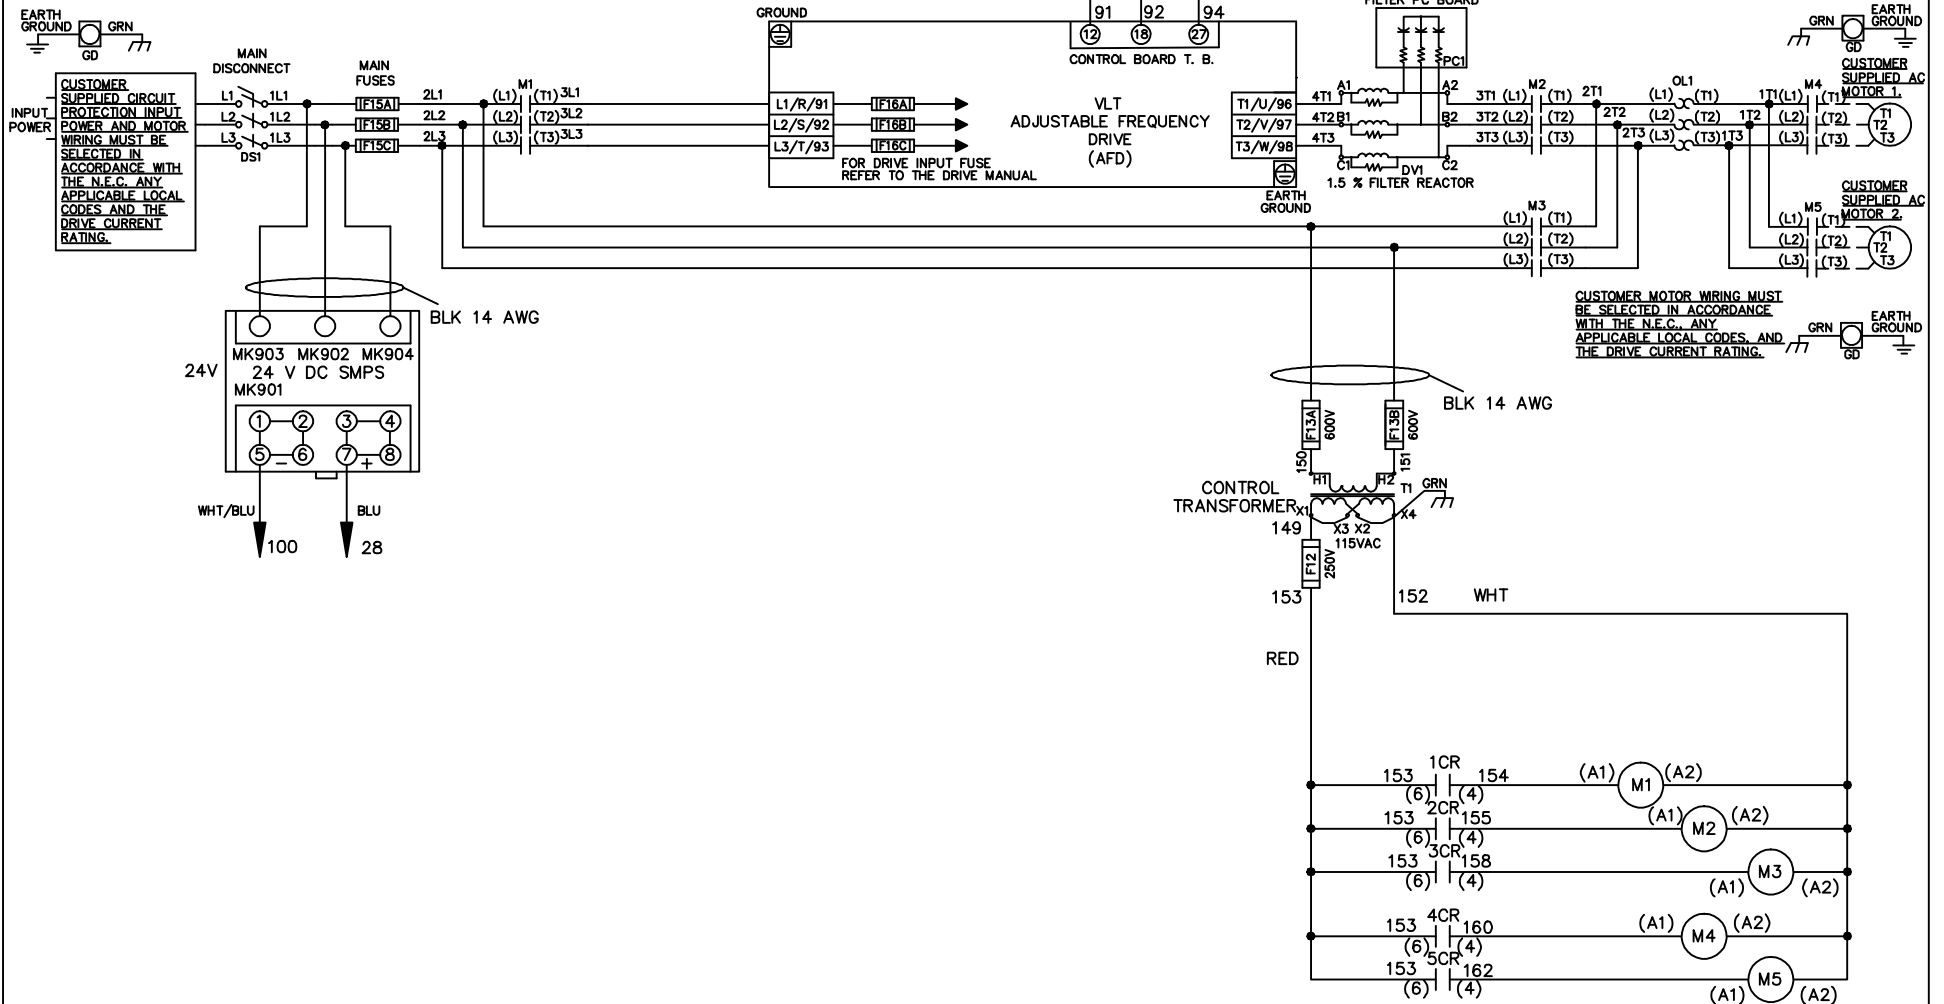 EARTH
GROUND
GRN
GD
GROUND
91 92 94
12 18 27
CONTROL BOARD T. B.
PC1
GRN
EARTH
GROUND
GD
INPUT
POWER
CUSTOMER
SUPPLIED CIRCUIT
PROTECTION INPUT
POWER AND MOTOR
WIRING MUST BE
SELECTED IN
ACCORDANCE WITH
THE N.E.C. ANY
APPLICABLE LOCAL
CODES AND THE
DRIVE CURRENT
RATING.
MAIN
DISCONNECT
L1 1L1
L2 1L2
L3 1L3
DS1
MAIN
FUSES
F15A
F15B
F15C
2L1
2L2
2L3
M1
(L1) (T1) 3L1
(L2) (T2) 3L2
(L3) (T3) 3L3
L1/R/91
L2/S/92
L3/T/93
F16A
F16B
F16C
FOR DRIVE INPUT FUSE
REFER TO THE DRIVE MANUAL
VLT
ADJUSTABLE FREQUENCY
DRIVE
(AFD)
T1/U/96
T2/V/97
T3/W/98
EARTH
GROUND
4T1 A1 A2
4T2 B1 B2
4T3 C1 C2
DV1
1.5 % FILTER REACTOR
M2
3T1 (L1) (T1) 2T1
3T2 (L2) (T2) 2T2
3T3 (L3) (T3) 2T3
OL1
(L1) (T1) 1T1
(L2) (T2) 1T2
(L3) (T3) 1T3
M4
(L1) (T1)
(L2) (T2)
(L3) (T3)
CUSTOMER
SUPPLIED AC
MOTOR 1.
T1
T2
T3
M3
(L1) (T1)
(L2) (T2)
(L3) (T3)
M5
(L1) (T1)
(L2) (T2)
(L3) (T3)
CUSTOMER
SUPPLIED AC
MOTOR 2.
T1
T2
T3
CUSTOMER MOTOR WIRING MUST
BE SELECTED IN ACCORDANCE
WITH THE N.E.C., ANY
APPLICABLE LOCAL CODES, AND
THE DRIVE CURRENT RATING.
GRN
EARTH
GROUND
GD
BLK 14 AWG
MK903 MK902 MK904
24V
24 V DC SMPS
MK901
1 2 3 4
5 - 6 7 + 8
WHT/BLU
BLU
100
28
BLK 14 AWG
F13A
600V
F13B
600V
150
151
H1 H2
T1
GRN
CONTROL
TRANSFORMER
X1
X3 X2
X4
115VAC
149
F12
250V
153
152
WHT
RED
1CR
153 154
(6) (4)
(A1) M1 (A2)
2CR
153 155
(6) (4)
(A1) M2 (A2)
3CR
153 158
(6) (4)
(A1) M3 (A2)
4CR
153 160
(6) (4)
(A1) M4 (A2)
5CR
153 162
(6) (4)
(A1) M5 (A2)